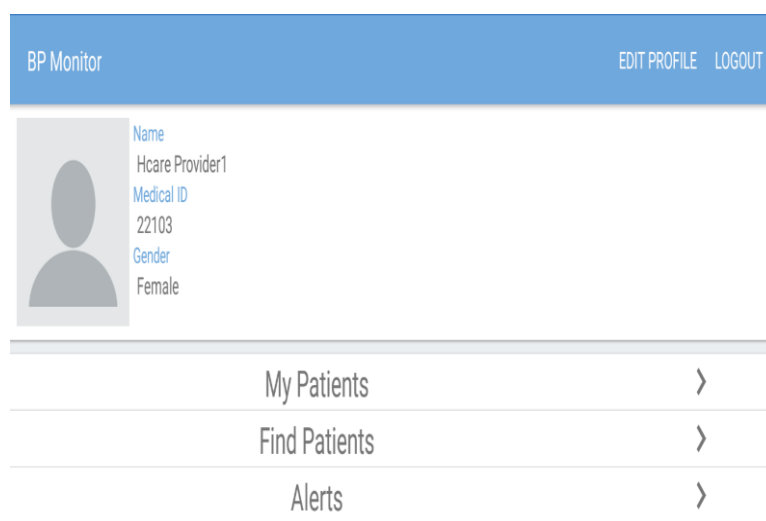 BP Monitor EDIT PROFILE LOGOUT
Name
Hcare Provider1
Medical ID
22103
Gender
Female
My Patients
Find Patients
Alerts